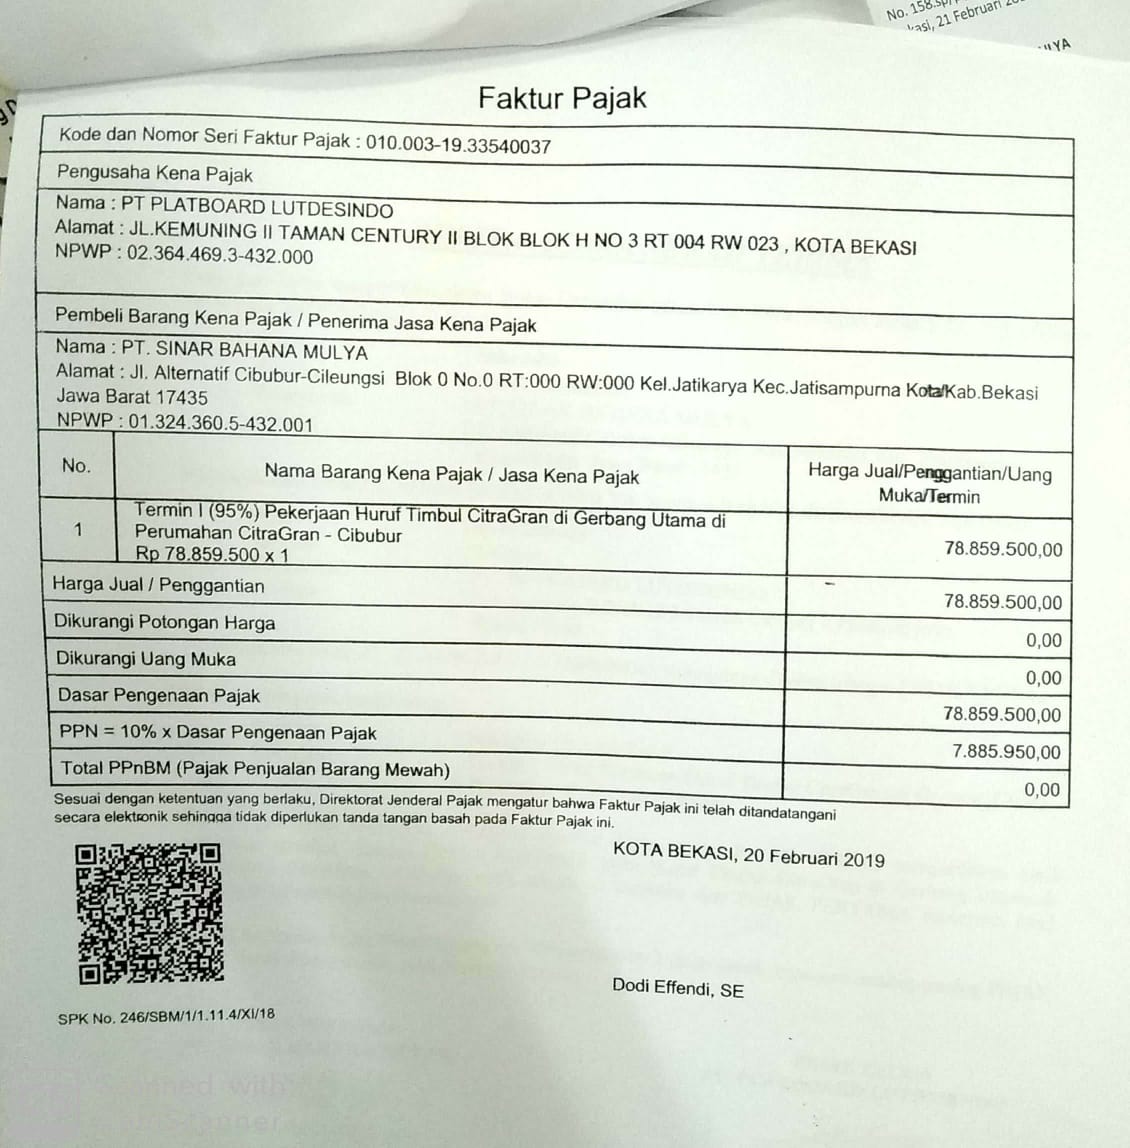 No. 158.
asi, 21 Februari
YA
Faktur Pajak
Kode dan Nomor Seri Faktur Pajak : 010.003-19.33540037
Pengusaha Kena Pajak
Nama : PT PLATBOARD LUTDESINDO
Alamat : JL.KEMUNING II TAMAN CENTURY II BLOK BLOK H NO 3 RT 004 RW 023 , KOTA BEKASI
NPWP : 02.364.469.3-432.000
Pembeli Barang Kena Pajak / Penerima Jasa Kena Pajak
Nama : PT. SINAR BAHANA MULYA
Alamat : Jl. Alternatif Cibubur-Cileungsi Blok 0 No.0 RT:000 RW:000 Kel.Jatikarya Kec.Jatisampurna Kota/Kab.Bekasi
Jawa Barat 17435
NPWP : 01.324.360.5-432.001
No.
Nama Barang Kena Pajak / Jasa Kena Pajak
Harga Jual/Penggantian/Uang
Muka/Termin
1
Termin I (95%) Pekerjaan Huruf Timbul CitraGran di Gerbang Utama di
Perumahan CitraGran - Cibubur
Rp 78.859.500 x 1
78.859.500,00
Harga Jual / Penggantian
78.859.500,00
Dikurangi Potongan Harga
0,00
Dikurangi Uang Muka
0,00
Dasar Pengenaan Pajak
78.859.500,00
PPN = 10% x Dasar Pengenaan Pajak
7.885.950,00
Total PPnBM (Pajak Penjualan Barang Mewah)
0,00
Sesuai dengan ketentuan yang berlaku, Direktorat Jenderal Pajak mengatur bahwa Faktur Pajak ini telah ditandatangani
secara elektronik sehingga tidak diperlukan tanda tangan basah pada Faktur Pajak ini.
KOTA BEKASI, 20 Februari 2019
Dodi Effendi, SE
SPK No. 246/SBM/1/1.11.4/XI/18
Scanned with
CamScanner